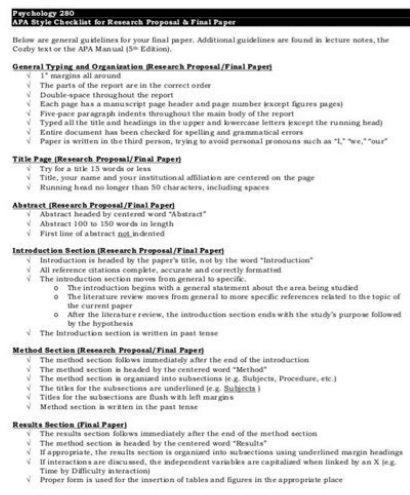 Psychology 280
APA Style Checklist for Research Proposal & Final Paper
Below are general guidelines for your final paper. Additional guidelines are found in lecture notes, the
Cozby text or the APA Manual (5th Edition).
General Typing and Organization (Research Proposal/Final Paper)
√ 1" margins all around
√ The parts of the report are in the correct order
√ Double-space throughout the report
√ Each page has a manuscript page header and page number (except figures pages)
√ Five-pace paragraph indents throughout the main body of the report
√ Typed all the title and headings in the upper and lowercase letters (except the running head)
√ Entire document has been checked for spelling and grammatical errors
√ Paper is written in the third person, trying to avoid personal pronouns such as "I," "we," "our"
Title Page (Research Proposal/Final Paper)
√ Try for a title 15 words or less
√ Title, your name and your institutional affiliation are centered on the page
√ Running head no longer than 50 characters, including spaces
Abstract (Research Proposal/Final Paper)
√ Abstract headed by centered word "Abstract"
√ Abstract 100 to 150 words in length
√ First line of abstract not indented
Introduction Section (Research Proposal/Final Paper)
√ Introduction is headed by the paper's title, not by the word "Introduction"
√ All reference citations complete, accurate and correctly formatted
√ The introduction section moves from general to specific.
o The introduction begins with a general statement about the area being studied
o The literature review moves from general to more specific references related to the topic of
the current paper
o After the literature review, the introduction section ends with the study's purpose followed
by the hypothesis
√ The Introduction section is written in past tense
Method Section (Research Proposal/Final Paper)
√ The method section follows immediately after the end of the introduction
√ The method section is headed by the centered word "Method"
√ The method section is organized into subsections (e.g. Subjects, Procedure, etc.)
√ The titles for the subsections are underlined (e.g. Subjects )
√ Titles for the subsections are flush with left margins
√ Method section is written in the past tense
Results Section (Final Paper)
√ The results section follows immediately after the end of the method section
√ The method section is headed by the centered word "Results"
√ If appropriate, the results section is organized into subsections using underlined margin headings
√ If interactions are discussed, the independent variables are capitalized when linked by an X (e.g.
Time by Difficulty interaction)
√ Proper form is used for the insertion of tables and figures in the appropriate place